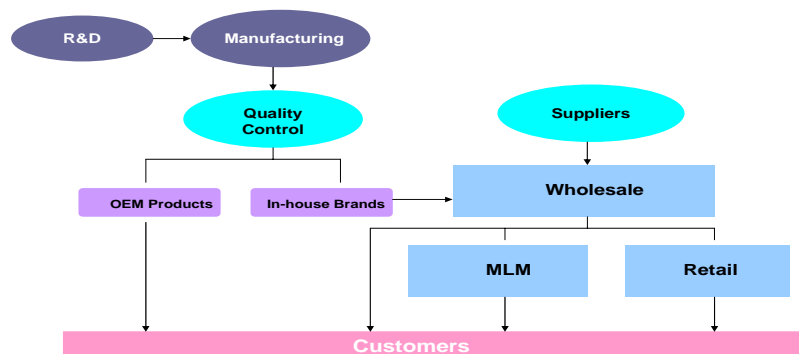 R&D
Manufacturing
Quality
Control
Suppliers
Wholesale
OEM Products
In-house Brands
MLM
Retail
Customers